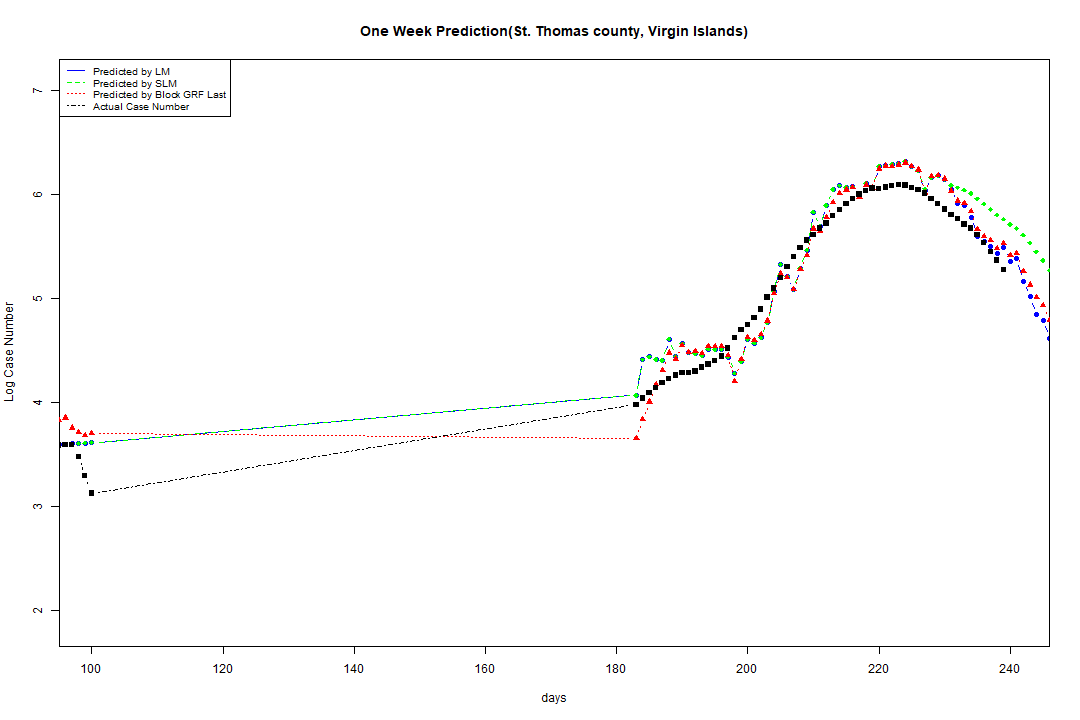 One Week Prediction(St. Thomas county, Virgin Islands)
Predicted by LM
Predicted by SLM
Predicted by Block GRF Last
Actual Case Number
7
6
5
4
3
2
Log Case Number
100 120 140 160 180 200 220 240
days